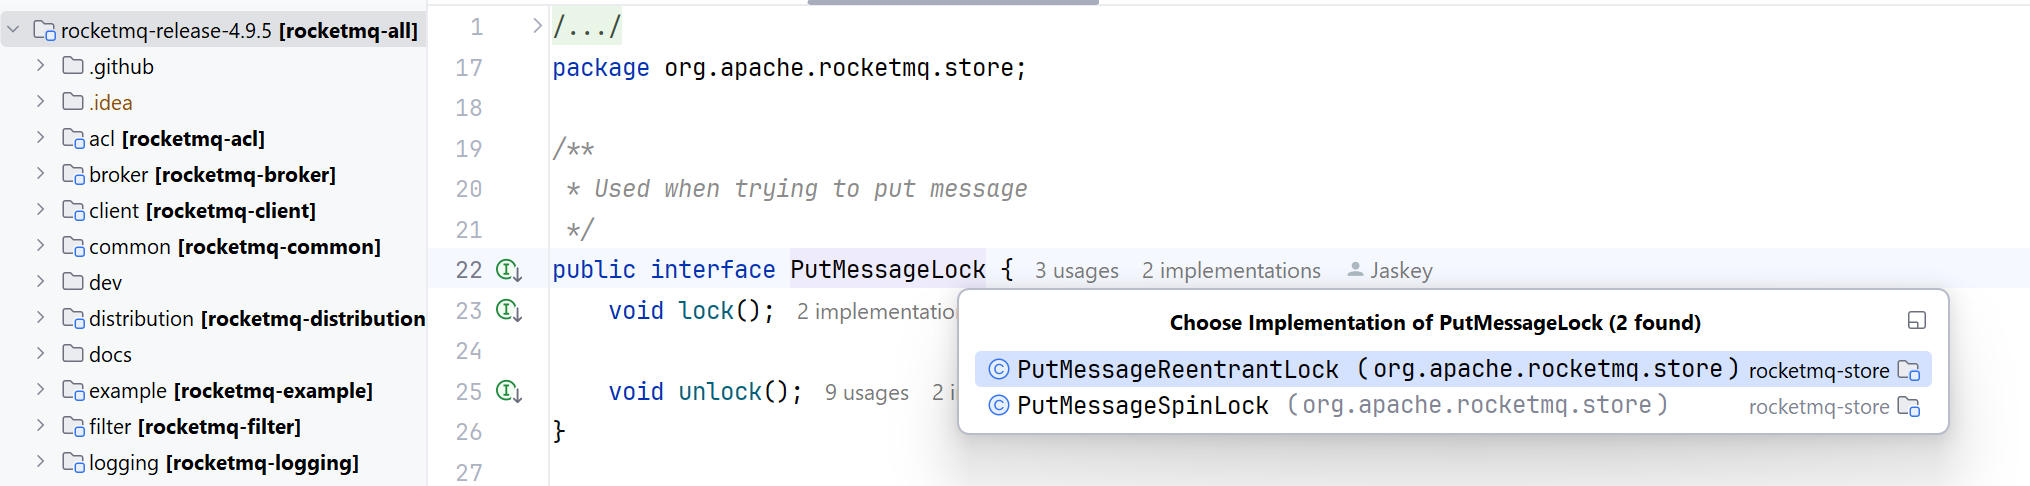 rocketmq-release-4.9.5 [rocketmq-all]
.github
.idea
acl [rocketmq-acl]
broker [rocketmq-broker]
client [rocketmq-client]
common [rocketmq-common]
dev
distribution [rocketmq-distribution
docs
example [rocketmq-example]
filter [rocketmq-filter]
logging [rocketmq-logging]
1 /.../
17 package org.apache.rocketmq.store;
18
19 /**
20 * Used when trying to put message
21 */
22 public interface PutMessageLock { 3 usages 2 implementations Jaskey
23 void lock(); 2 implementatio
24
25 void unlock(); 9 usages 2 i
26 }
27
Choose Implementation of PutMessageLock (2 found)
PutMessageReentrantLock (org.apache.rocketmq.store) rocketmq-store
PutMessageSpinLock (org.apache.rocketmq.store) rocketmq-store